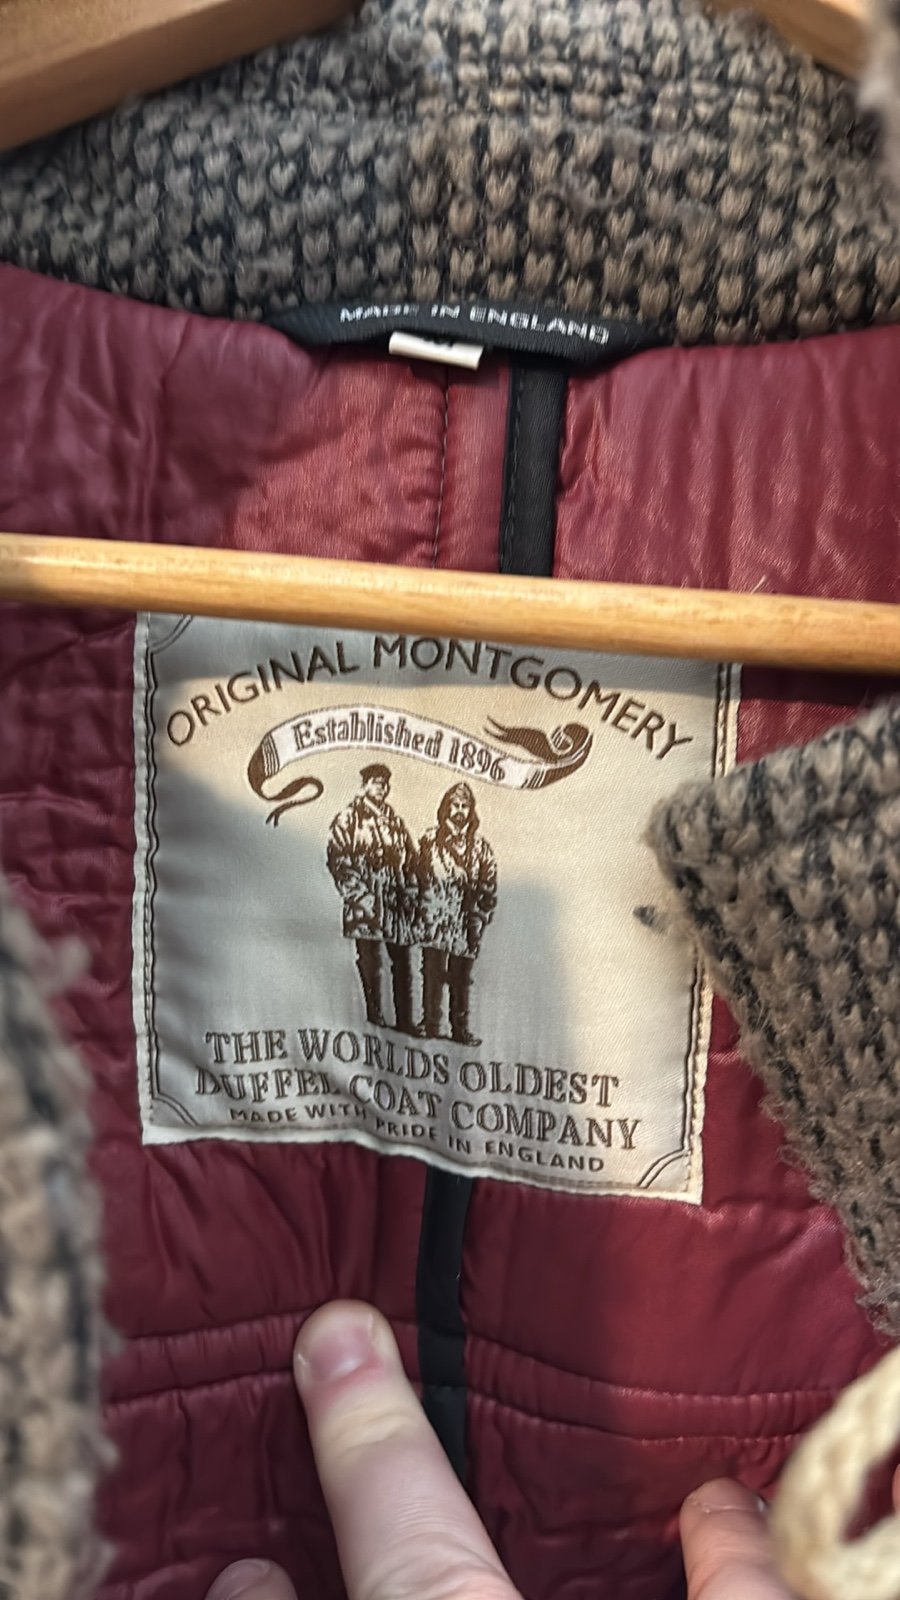 MADE IN ENGLAND
ORIGINAL MONTGOMERY
Established 1896
THE WORLDS OLDEST
DUFFEL COAT COMPANY
MADE WITH PRIDE IN ENGLAND